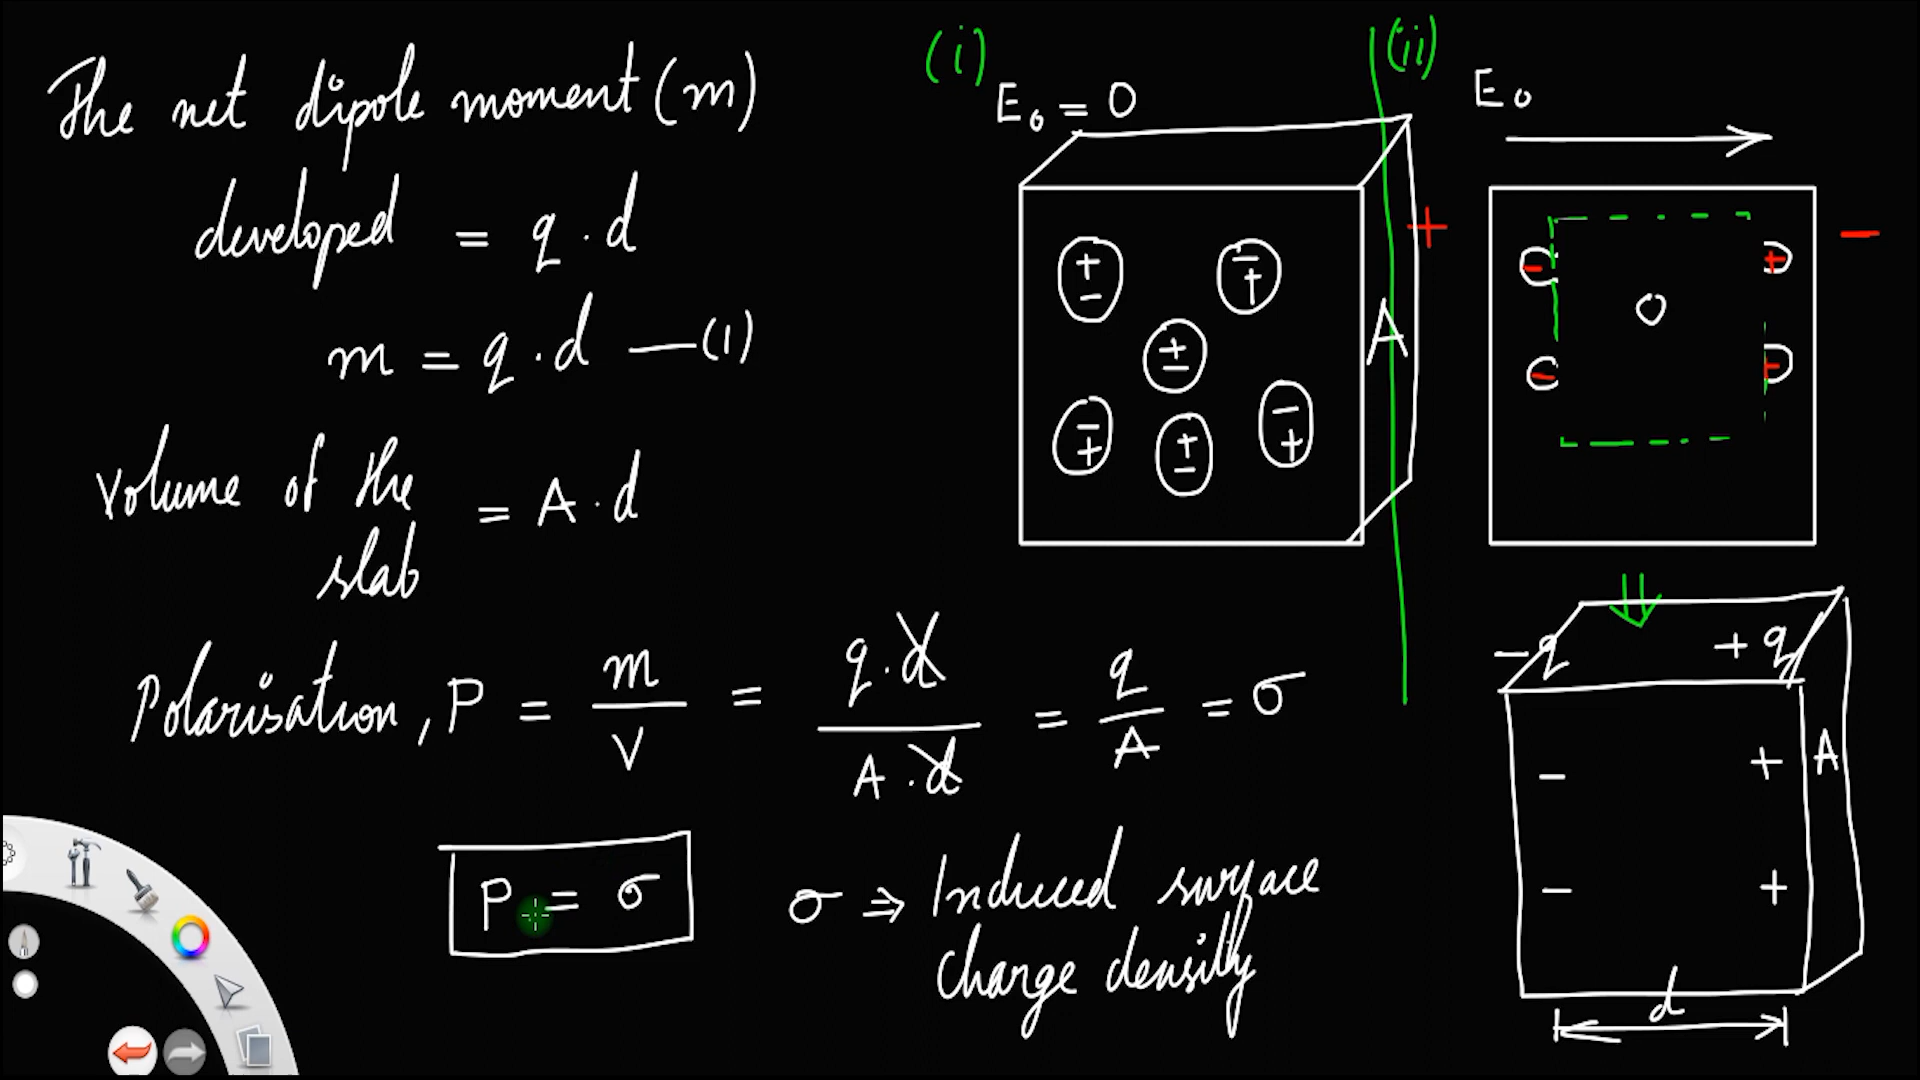 The net dipole moment (m)
developed = q . d
m = q . d — (1)
Volume of the slab = A . d
Polarisation, P = m / V = q . d / A . d = q / A = σ
P = σ
σ ⇒ Induced surface
charge density
(i)
E₀ = 0
+ − + − + − − + + − − +
A
(ii)
E₀
+ −
− +
O
− +
−q +q
− + A
− +
d